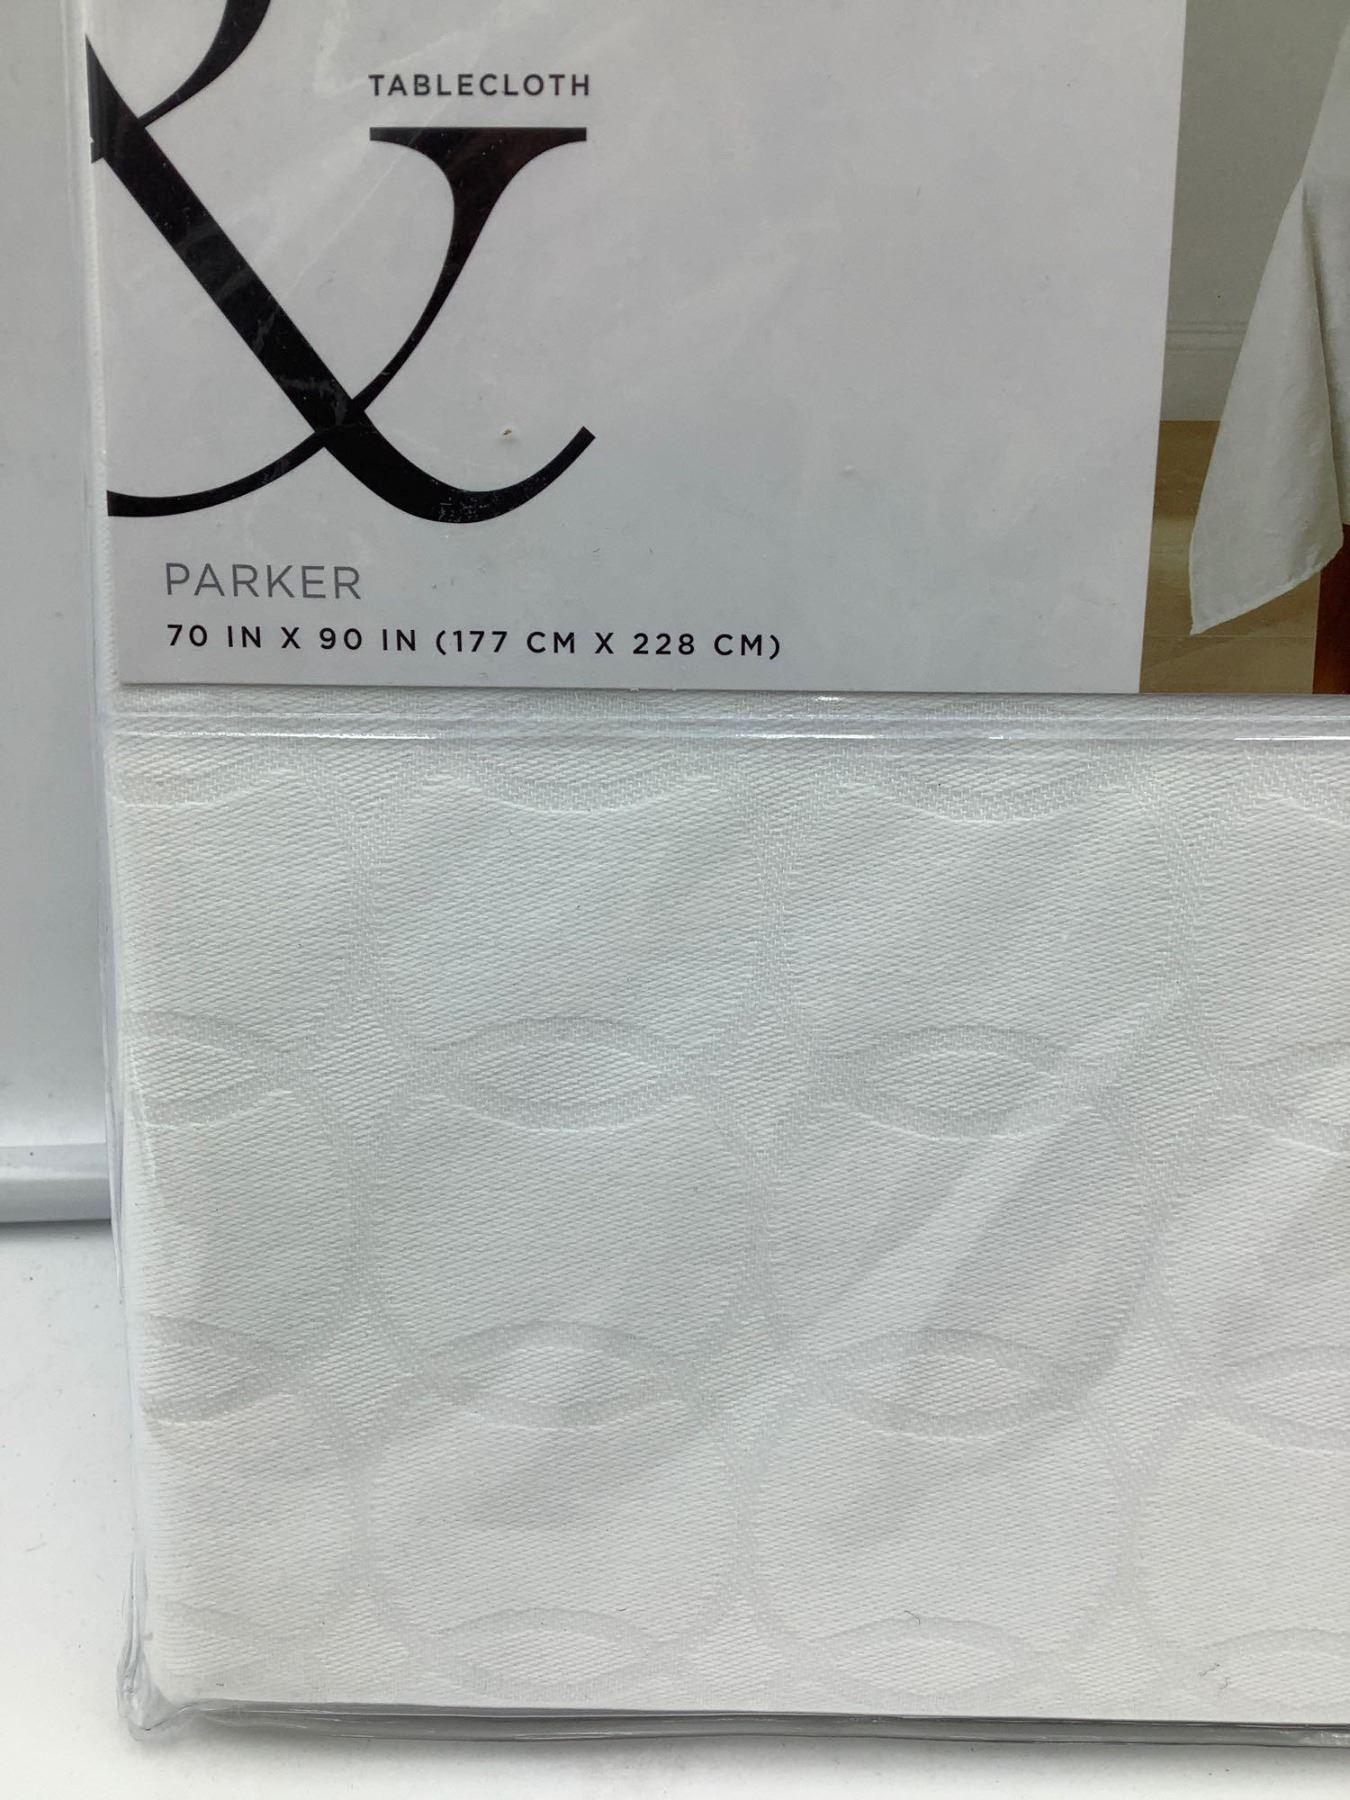 TABLECLOTH
&
PARKER
70 IN X 90 IN (177 CM X 228 CM)